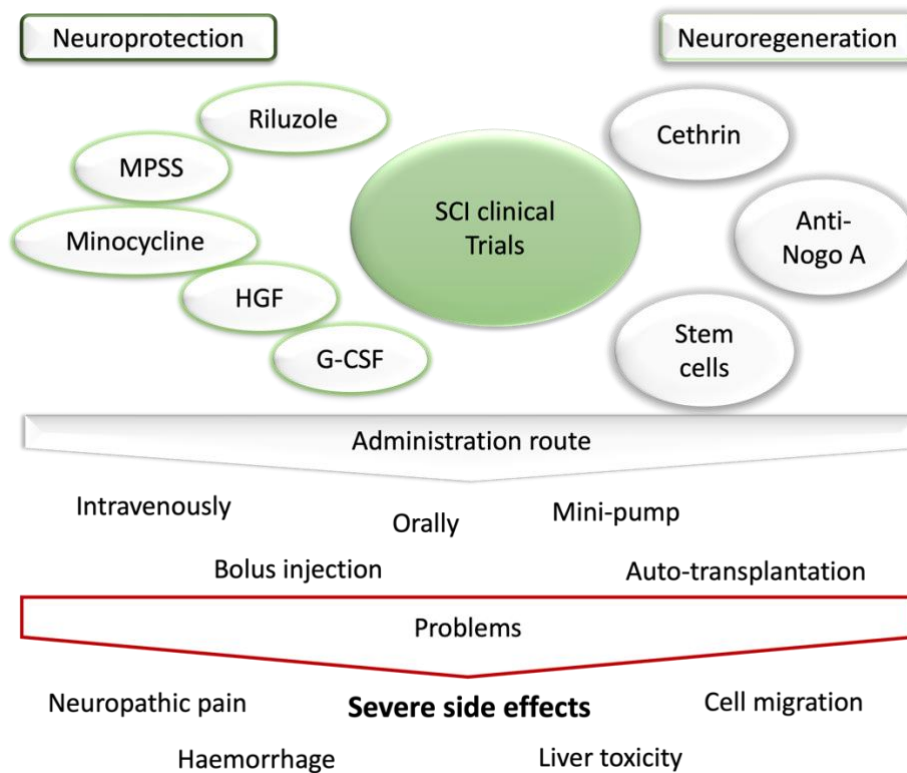 Neuroprotection
Neuroregeneration
Riluzole
MPSS
Minocycline
HGF
G-CSF
SCI clinical
Trials
Cethrin
Anti-
Nogo A
Stem
cells
Administration route
Intravenously
Orally
Mini-pump
Bolus injection
Auto-transplantation
Problems
Neuropathic pain
Severe side effects
Cell migration
Haemorrhage
Liver toxicity